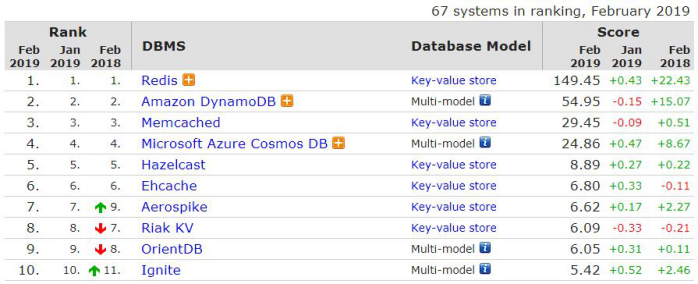 67 systems in ranking, February 2019
Rank Score
Feb 2019 Jan 2019 Feb 2018 DBMS Database Model Feb 2019 Jan 2019 Feb 2018
1. 1. 1. Redis Key-value store 149.45 +0.43 +22.43
2. 2. 2. Amazon DynamoDB Multi-model 54.95 -0.15 +15.07
3. 3. 3. Memcached Key-value store 29.45 -0.09 +0.51
4. 4. 4. Microsoft Azure Cosmos DB Multi-model 24.86 +0.47 +8.67
5. 5. 5. Hazelcast Key-value store 8.89 +0.27 +0.22
6. 6. 6. Ehcache Key-value store 6.80 +0.33 -0.11
7. 7. 9. Aerospike Key-value store 6.62 +0.17 +2.27
8. 8. 7. Riak KV Key-value store 6.09 -0.33 -0.21
9. 9. 8. OrientDB Multi-model 6.05 +0.31 +0.11
10. 10. 11. Ignite Multi-model 5.42 +0.52 +2.46